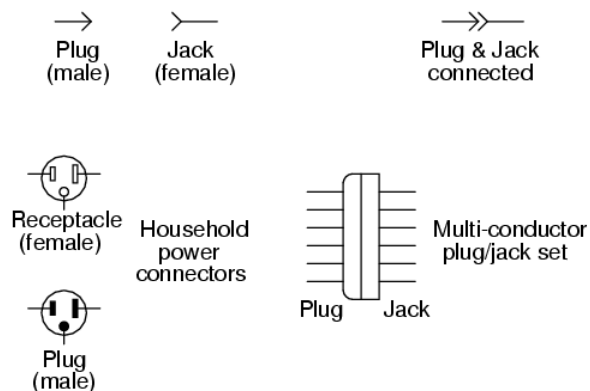 Plug
(male)
Jack
(female)
Plug & Jack
connected
Receptacle
(female)
Household
power
connectors
Plug
(male)
Plug
Jack
Multi-conductor
plug/jack set